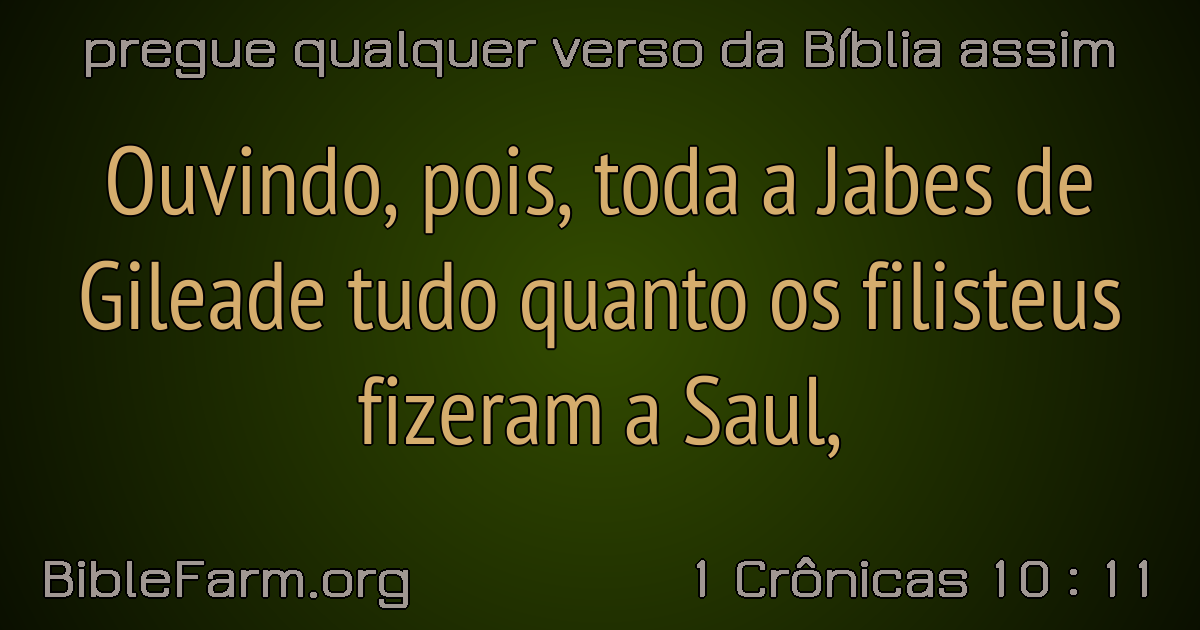 pregue qualquer verso da Bíblia assim
Ouvindo, pois, toda a Jabes de
Gileade tudo quanto os filisteus
fizeram a Saul,
BibleFarm.org
1 Crônicas 10 : 11